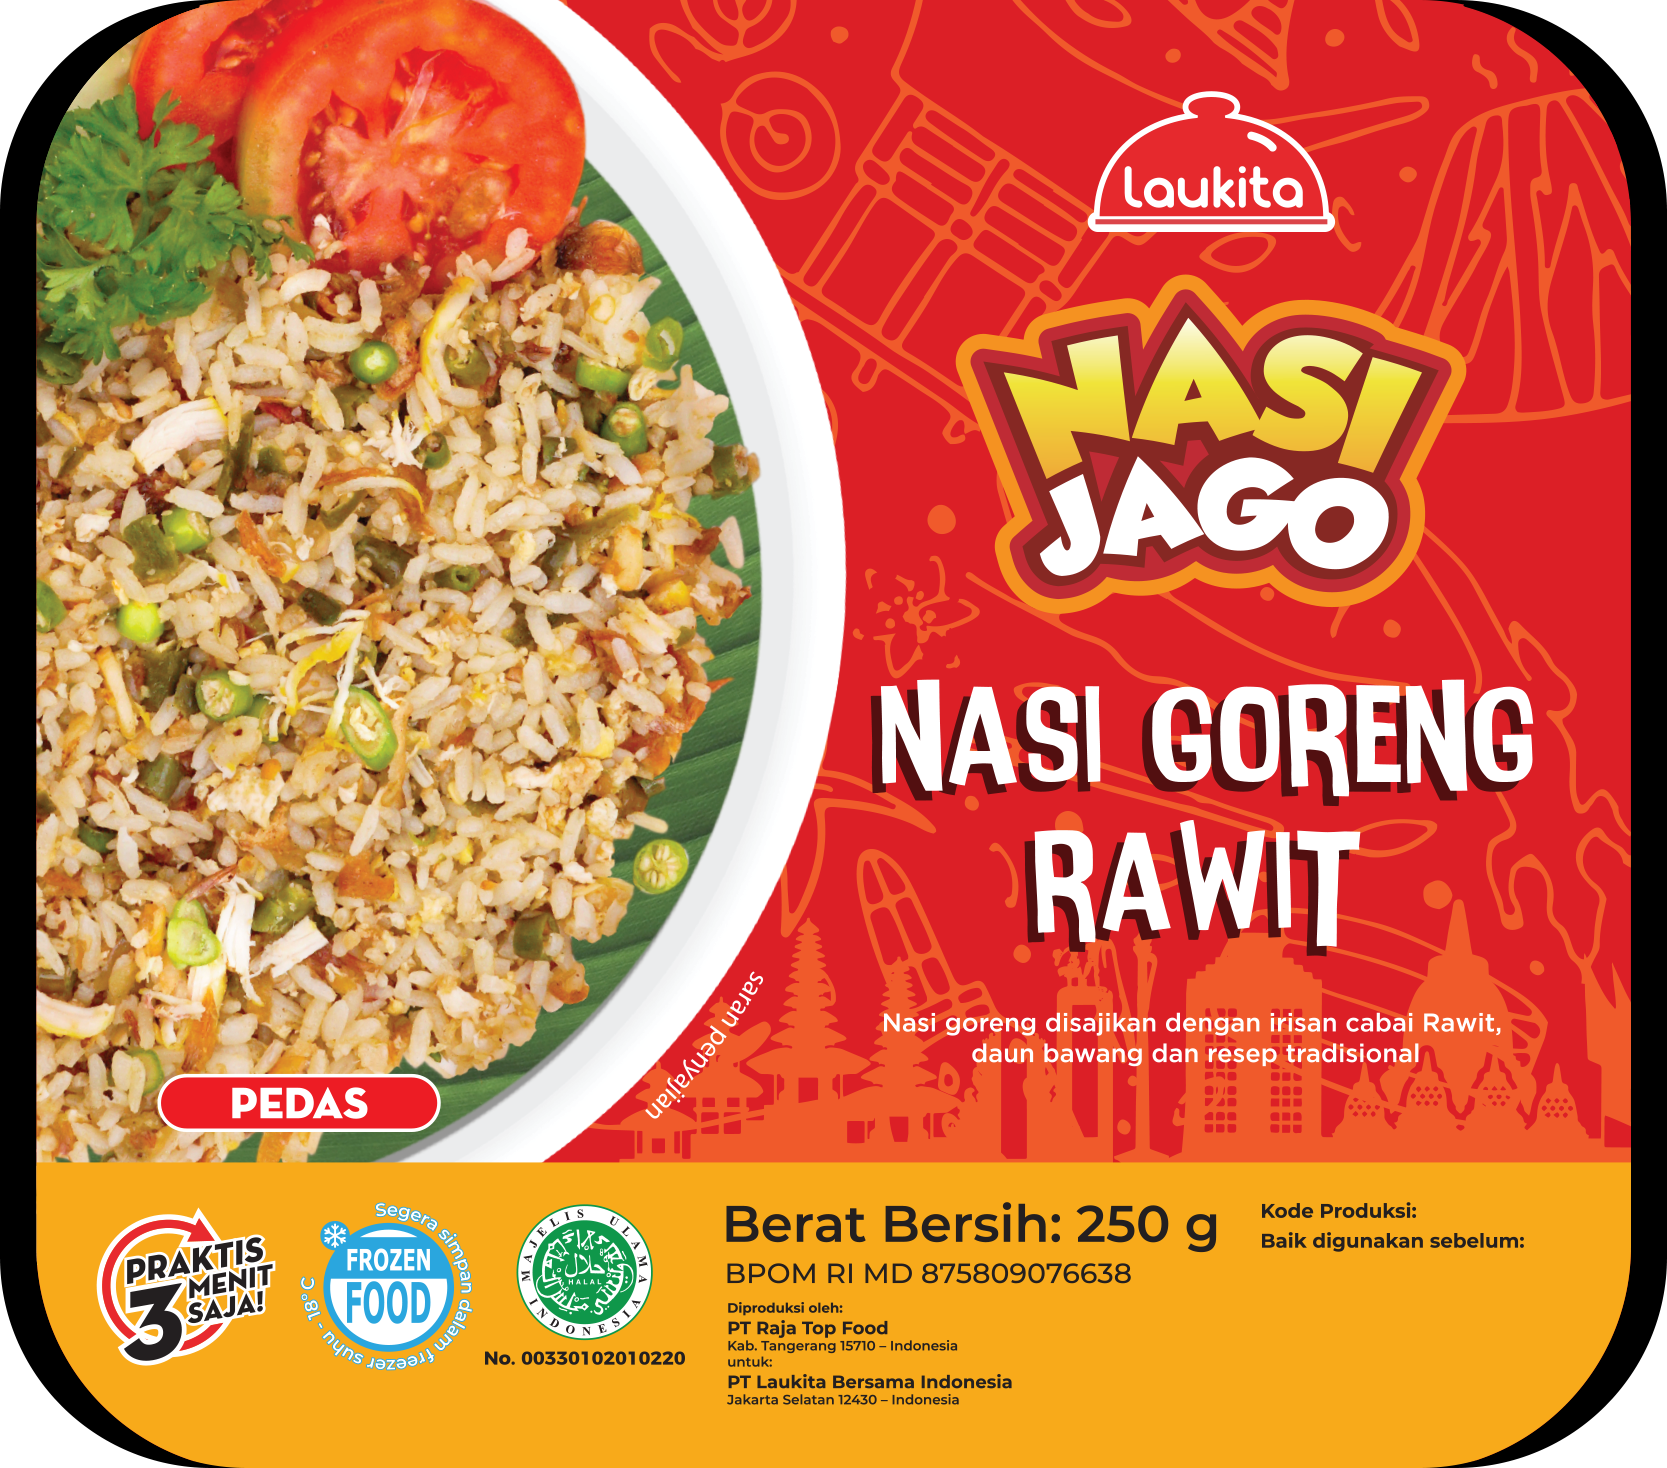 laukita
NASI
JAGO
NASI GORENG
RAWIT
Nasi goreng disajikan dengan irisan cabai Rawit,
daun bawang dan resep tradisional
saran penyajian
PEDAS
PRAKTIS
3 MENIT
SAJA!
Segera simpan dalam freezer suhu - 18° C
FROZEN
FOOD
MAJELIS ULAMA
INDONESIA
حلال
HALAL
No. 00330102010220
Berat Bersih: 250 g
BPOM RI MD 875809076638
Diproduksi oleh:
PT Raja Top Food
Kab. Tangerang 15710 – Indonesia
untuk:
PT Laukita Bersama Indonesia
Jakarta Selatan 12430 – Indonesia
Kode Produksi:
Baik digunakan sebelum: